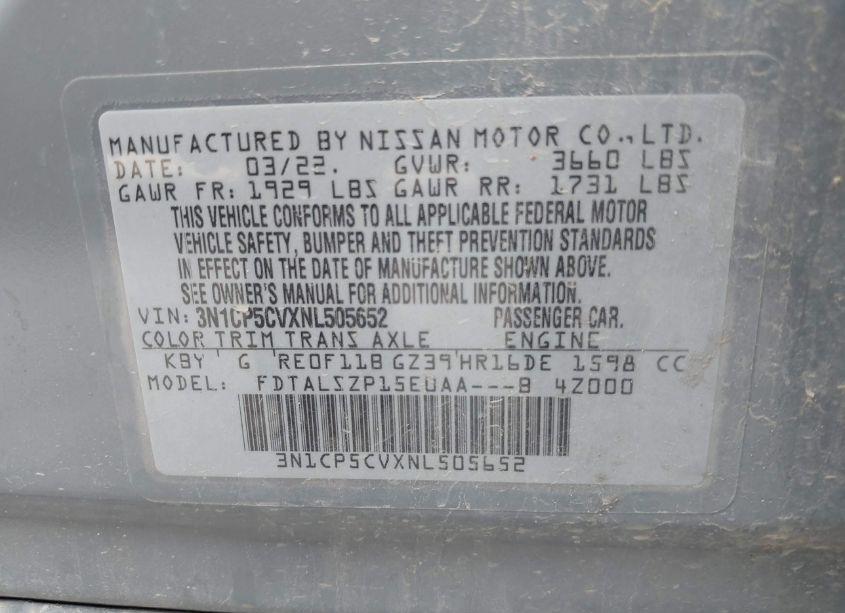 MANUFACTURED BY NISSAN MOTOR CO.,LTD.
DATE: 03/22. GVWR: 3660 LBS
GAWR FR: 1929 LBS GAWR RR: 1731 LBS
THIS VEHICLE CONFORMS TO ALL APPLICABLE FEDERAL MOTOR
VEHICLE SAFETY, BUMPER AND THEFT PREVENTION STANDARDS
IN EFFECT ON THE DATE OF MANUFACTURE SHOWN ABOVE.
SEE OWNER'S MANUAL FOR ADDITIONAL INFORMATION.
VIN: 3N1CP5CVXNL505652 PASSENGER CAR.
COLOR TRIM TRANS AXLE ENGINE
KBY G RE0F11B GZ39 HR16DE 1598 CC
MODEL: FDTALSZP15EUAA---B 4Z000
3N1CP5CVXNL505652